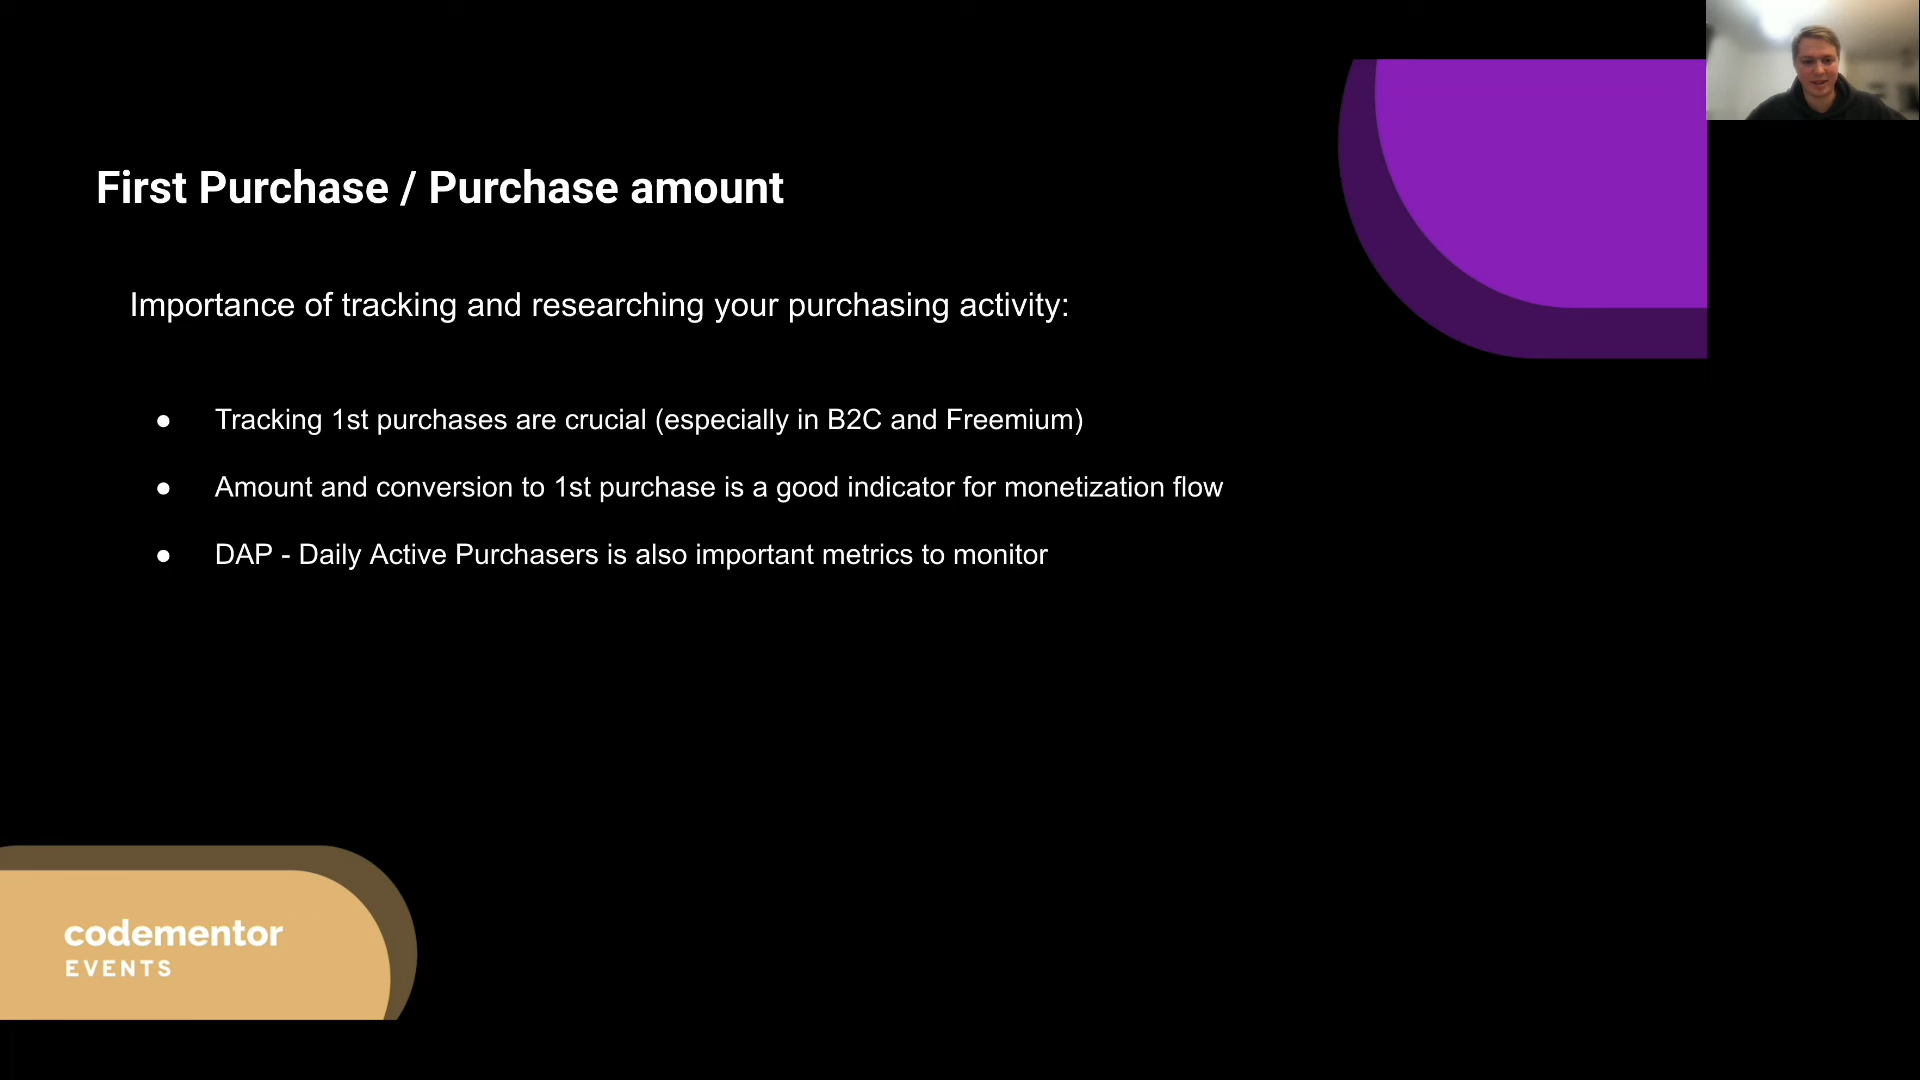 First Purchase / Purchase amount
Importance of tracking and researching your purchasing activity:
● Tracking 1st purchases are crucial (especially in B2C and Freemium)
● Amount and conversion to 1st purchase is a good indicator for monetization flow
● DAP - Daily Active Purchasers is also important metrics to monitor
codementor
EVENTS